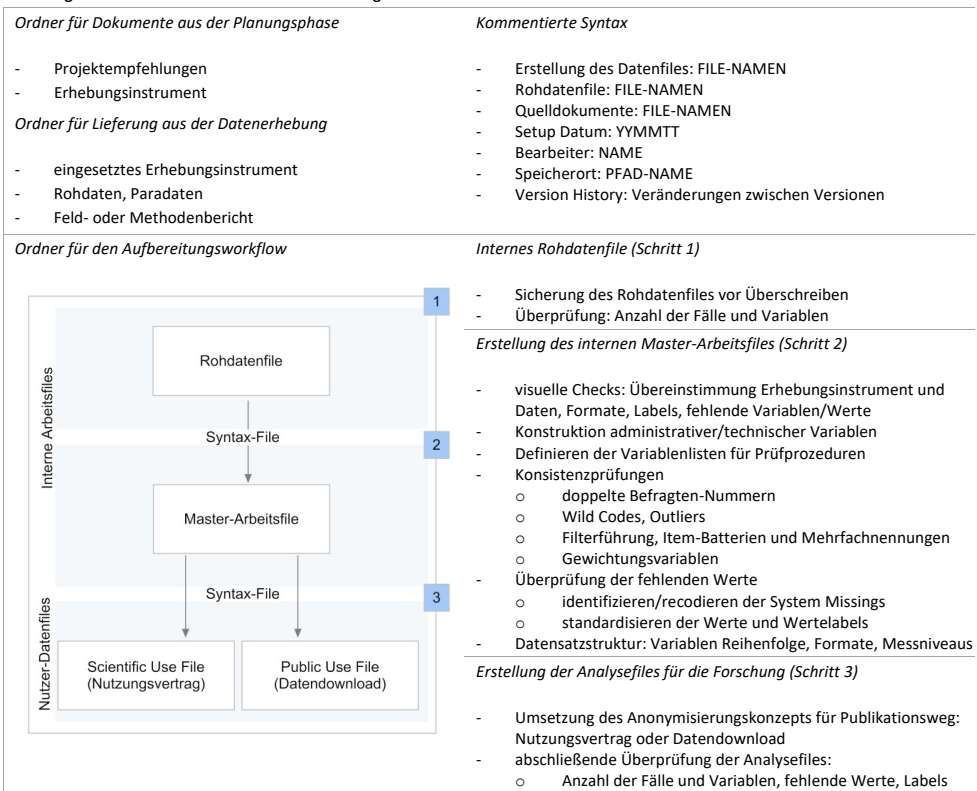 Ordner für Dokumente aus der Planungsphase
- Projektempfehlungen
- Erhebungsinstrument
Ordner für Lieferung aus der Datenerhebung
- eingesetztes Erhebungsinstrument
- Rohdaten, Paradaten
- Feld- oder Methodenbericht
Kommentierte Syntax
- Erstellung des Datenfiles: FILE-NAMEN
- Rohdatenfile: FILE-NAMEN
- Quelldokumente: FILE-NAMEN
- Setup Datum: YYMMTT
- Bearbeiter: NAME
- Speicherort: PFAD-NAME
- Version History: Veränderungen zwischen Versionen
Ordner für den Aufbereitungsworkflow
1
Interne Arbeitsfiles
Rohdatenfile
Syntax-File
2
Master-Arbeitsfile
Syntax-File
3
Nutzer-Datenfiles
Scientific Use File
(Nutzungsvertrag)
Public Use File
(Datendownload)
Internes Rohdatenfile (Schritt 1)
- Sicherung des Rohdatenfiles vor Überschreiben
- Überprüfung: Anzahl der Fälle und Variablen
Erstellung des internen Master-Arbeitsfiles (Schritt 2)
- visuelle Checks: Übereinstimmung Erhebungsinstrument und
Daten, Formate, Labels, fehlende Variablen/Werte
- Konstruktion administrativer/technischer Variablen
- Definieren der Variablenlisten für Prüfprozeduren
- Konsistenzprüfungen
o doppelte Befragten-Nummern
o Wild Codes, Outliers
o Filterführung, Item-Batterien und Mehrfachnennungen
o Gewichtungsvariablen
- Überprüfung der fehlenden Werte
o identifizieren/recodieren der System Missings
o standardisieren der Werte und Wertelabels
- Datensatzstruktur: Variablen Reihenfolge, Formate, Messniveaus
Erstellung der Analysefiles für die Forschung (Schritt 3)
- Umsetzung des Anonymisierungskonzepts für Publikationsweg:
Nutzungsvertrag oder Datendownload
- abschließende Überprüfung der Analysefiles:
o Anzahl der Fälle und Variablen, fehlende Werte, Labels